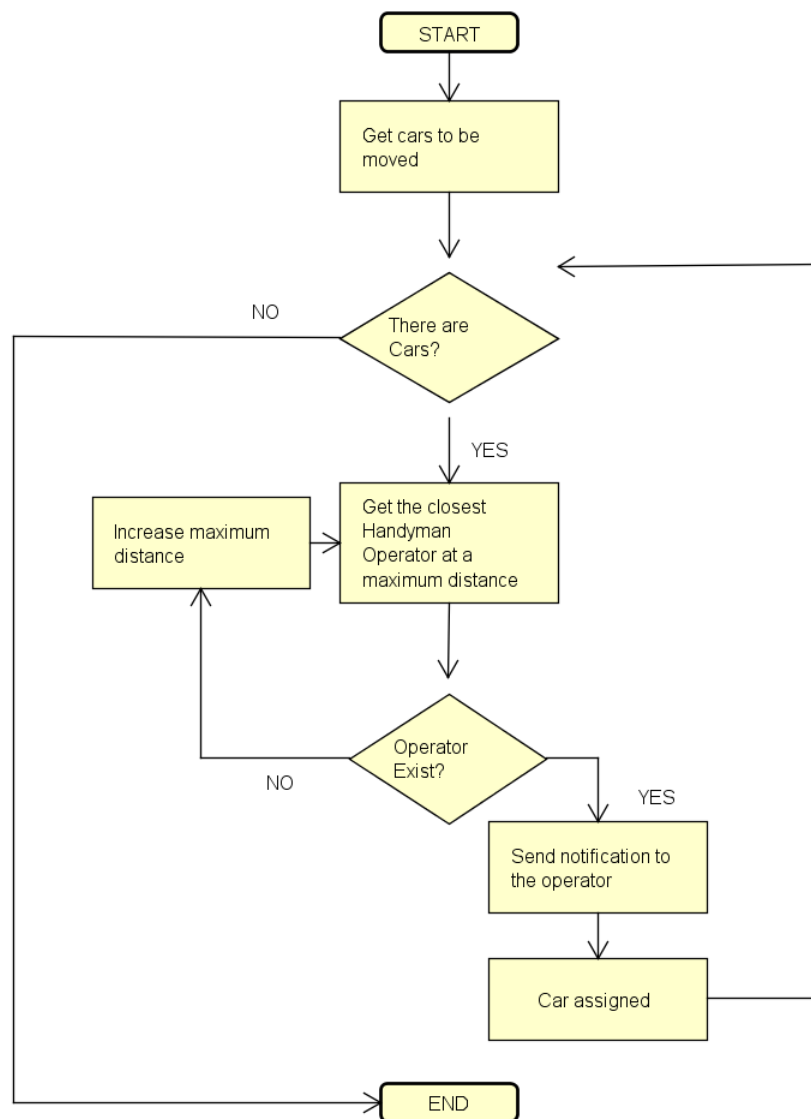 START
Get cars to be
moved
NO
There are
Cars?
YES
Increase maximum
distance
Get the closest
Handyman
Operator at a
maximum distance
Operator
Exist?
NO
YES
Send notification to
the operator
Car assigned
END